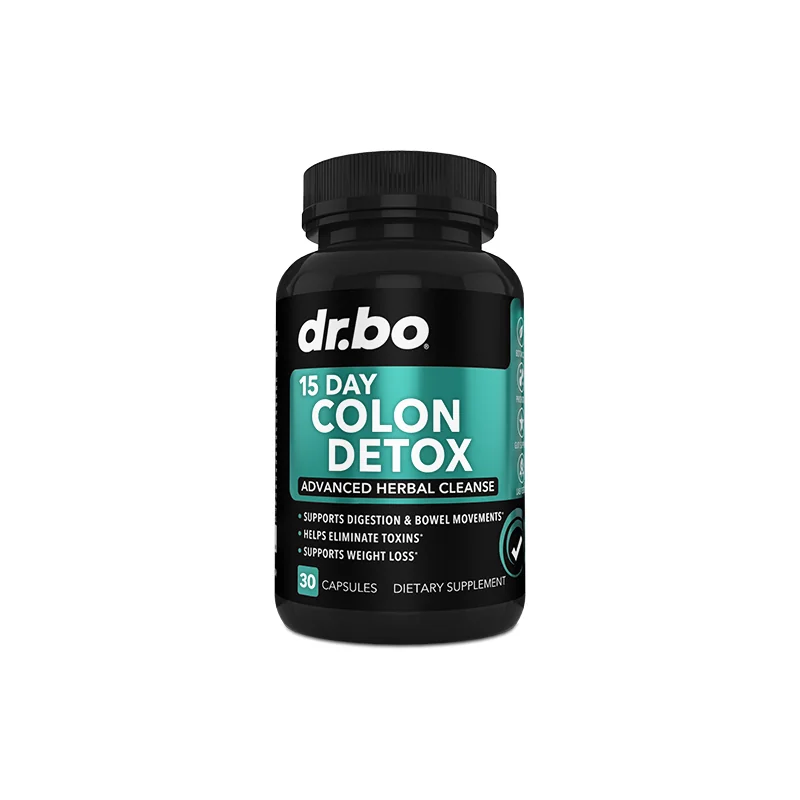 dr.bo®
15 DAY
COLON
DETOX
ADVANCED HERBAL CLEANSE
• SUPPORTS DIGESTION & BOWEL MOVEMENTS*
• HELPS ELIMINATE TOXINS*
• SUPPORTS WEIGHT LOSS*
30 CAPSULES DIETARY SUPPLEMENT